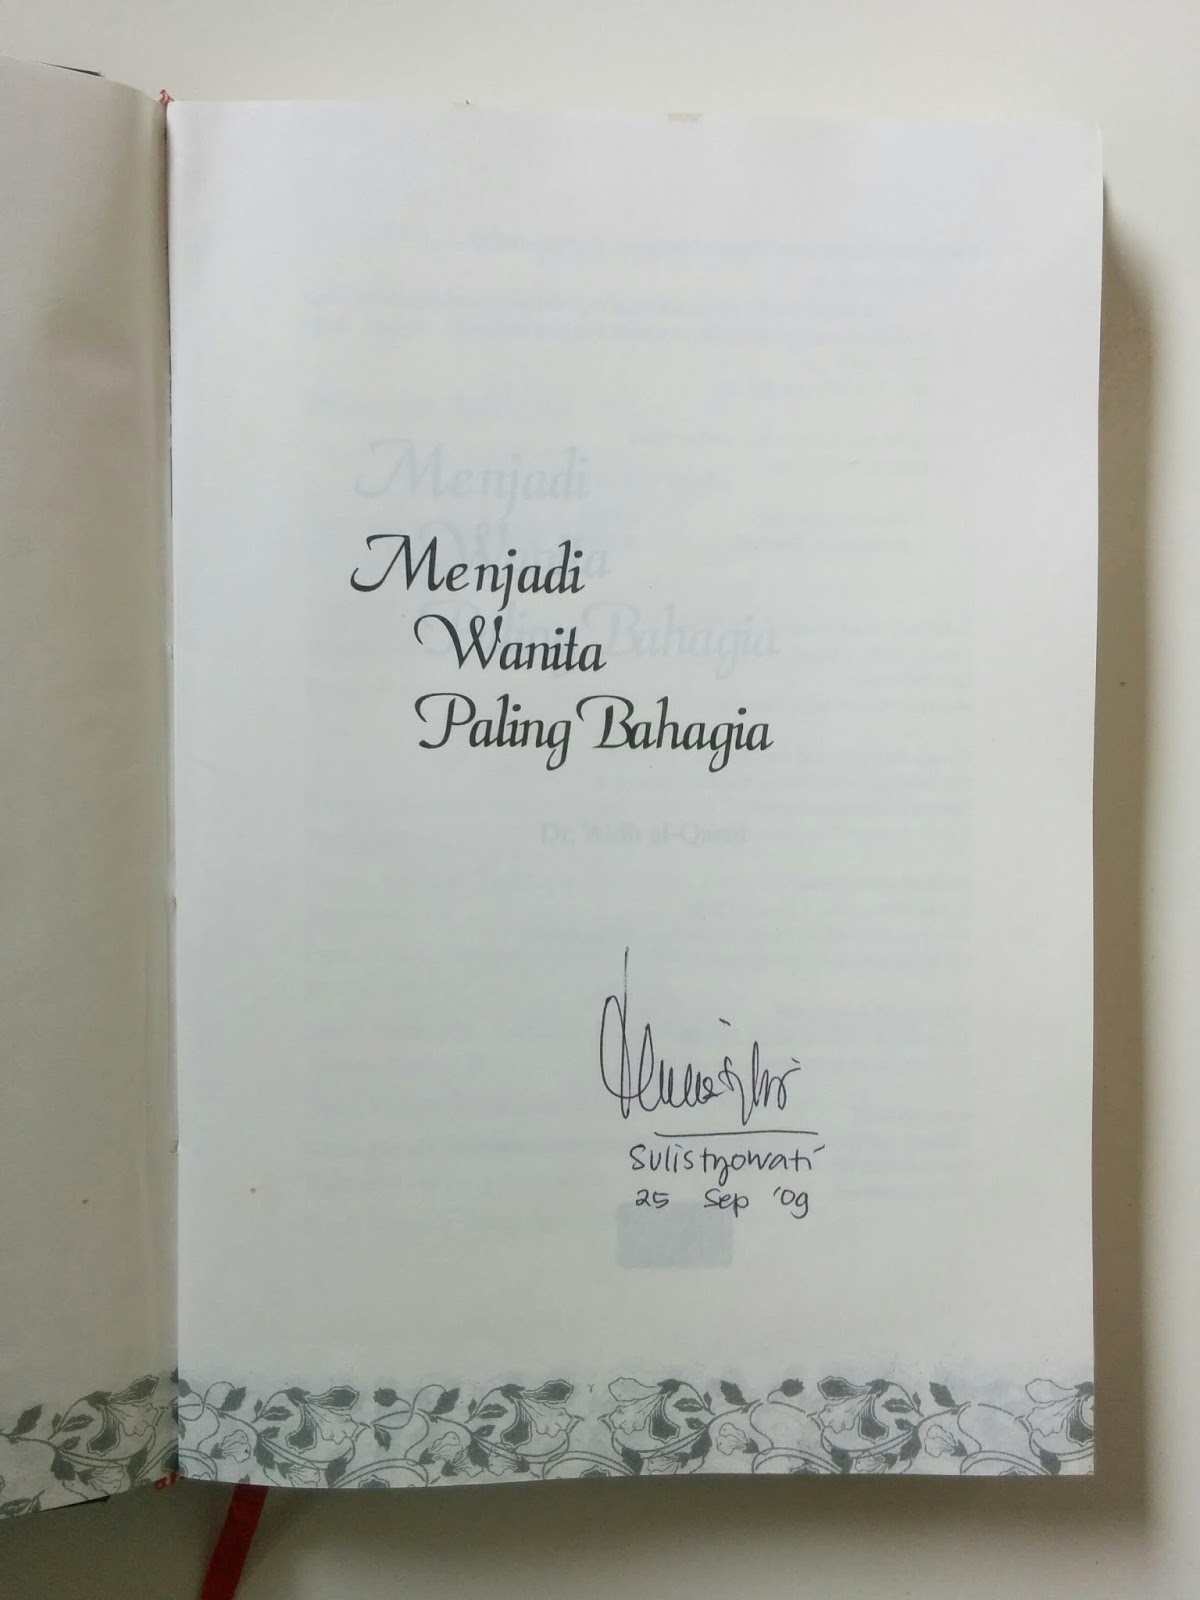 Menjadi
Wanita
Paling Bahagia
Sulistyowati
25 Sep '09